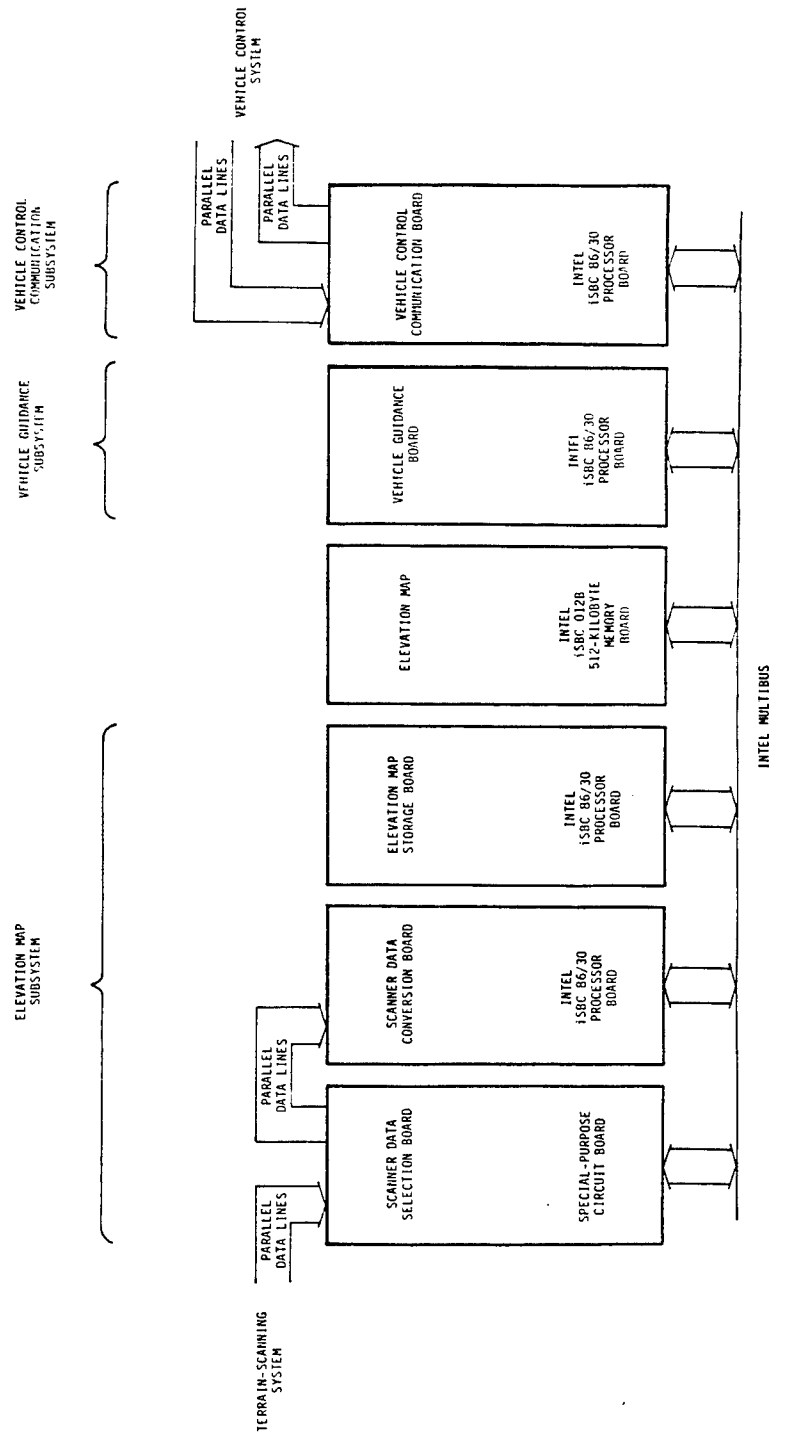 ELEVATION MAP
SUBSYSTEM
VEHICLE GUIDANCE
SUBSYSTEM
VEHICLE CONTROL
COMMUNICATION
SUBSYSTEM
TERRAIN-SCANNING
SYSTEM
PARALLEL
DATA LINES
PARALLEL
DATA LINES
PARALLEL
DATA LINES
PARALLEL
DATA LINES
VEHICLE CONTROL
SYSTEM
SCANNER DATA
SELECTION BOARD
SPECIAL-PURPOSE
CIRCUIT BOARD
SCANNER DATA
CONVERSION BOARD
INTEL
iSBC 86/30
PROCESSOR
BOARD
ELEVATION MAP
STORAGE BOARD
INTEL
iSBC 86/30
PROCESSOR
BOARD
ELEVATION MAP
INTEL
iSBC 012B
512-KILOBYTE
MEMORY
BOARD
VEHICLE GUIDANCE
BOARD
INTEL
iSBC 86/30
PROCESSOR
BOARD
VEHICLE CONTROL
COMMUNICATION BOARD
INTEL
iSBC 86/30
PROCESSOR
BOARD
INTEL MULTIBUS